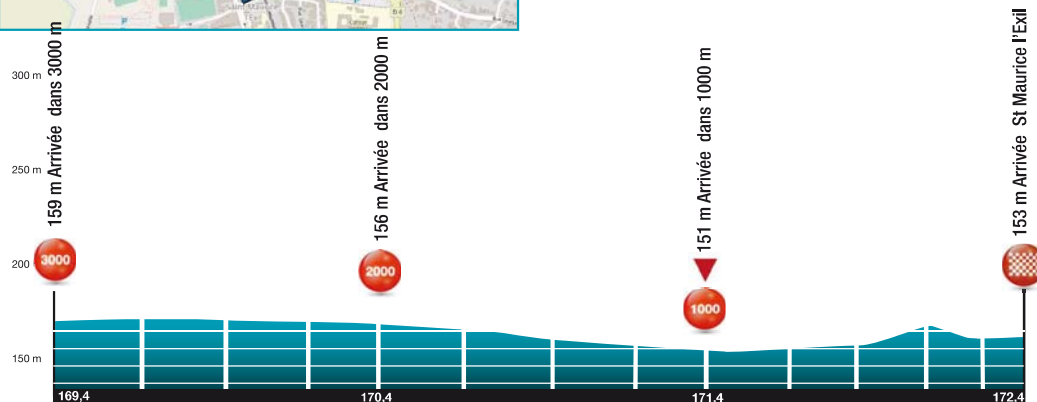 300 m
250 m
200
150 m
159 m Arrivée dans 3000 m
156 m Arrivée dans 2000 m
151 m Arrivée dans 1000 m
153 m Arrivée St Maurice l'Exil
3000
2000
1000
169,4
170.4
171.4
172,4